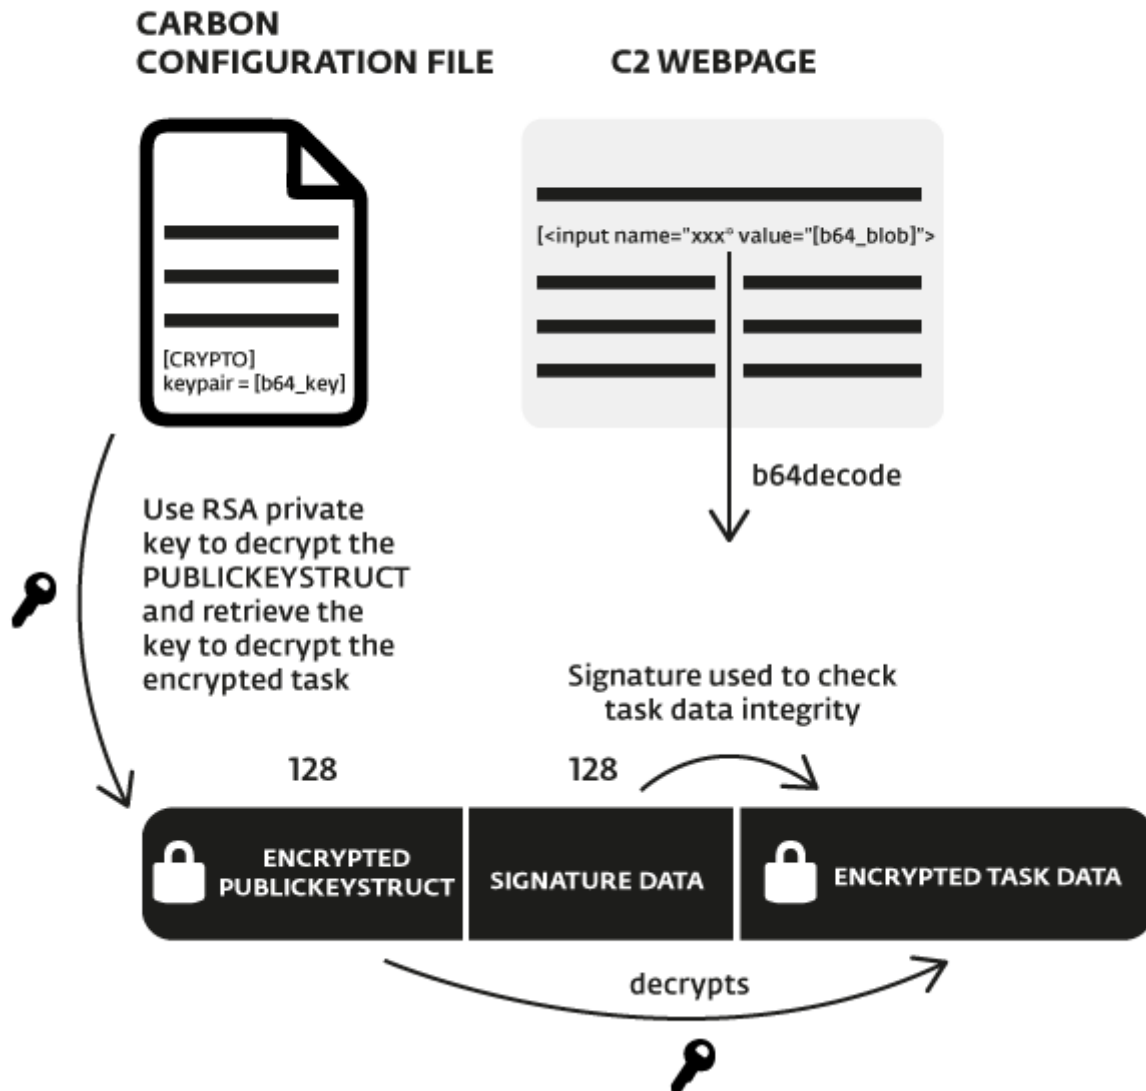 CARBON
CONFIGURATION FILE
C2 WEBPAGE
[<input name="xxx" value="[b64_blob]">
[CRYPTO]
keypair = [b64_key]
b64decode
Use RSA private
key to decrypt the
PUBLICKEYSTRUCT
and retrieve the
key to decrypt the
encrypted task
Signature used to check
task data integrity
128
128
ENCRYPTED
PUBLICKEYSTRUCT
SIGNATURE DATA
ENCRYPTED TASK DATA
decrypts